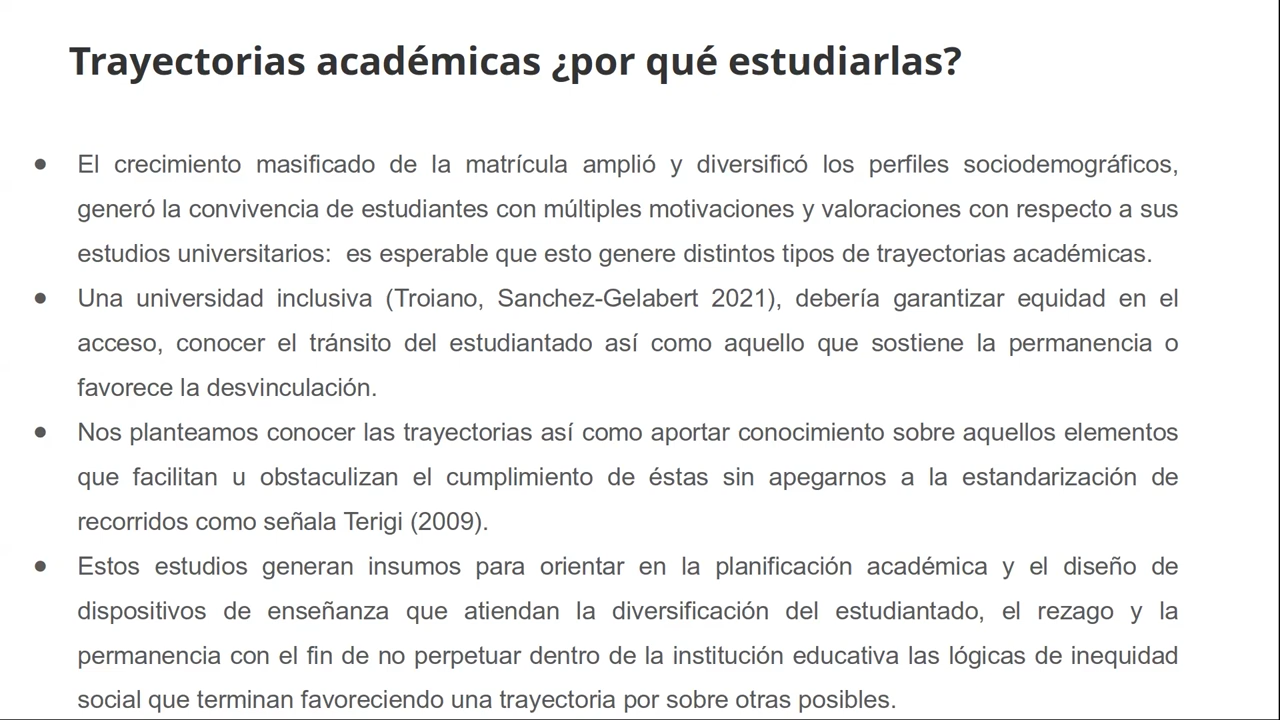 Trayectorias académicas ¿por qué estudiarlas?
● El crecimiento masificado de la matrícula amplió y diversificó los perfiles sociodemográficos,
generó la convivencia de estudiantes con múltiples motivaciones y valoraciones con respecto a sus
estudios universitarios: es esperable que esto genere distintos tipos de trayectorias académicas.
● Una universidad inclusiva (Troiano, Sanchez-Gelabert 2021), debería garantizar equidad en el
acceso, conocer el tránsito del estudiantado así como aquello que sostiene la permanencia o
favorece la desvinculación.
● Nos planteamos conocer las trayectorias así como aportar conocimiento sobre aquellos elementos
que facilitan u obstaculizan el cumplimiento de éstas sin apegarnos a la estandarización de
recorridos como señala Terigi (2009).
● Estos estudios generan insumos para orientar en la planificación académica y el diseño de
dispositivos de enseñanza que atiendan la diversificación del estudiantado, el rezago y la
permanencia con el fin de no perpetuar dentro de la institución educativa las lógicas de inequidad
social que terminan favoreciendo una trayectoria por sobre otras posibles.